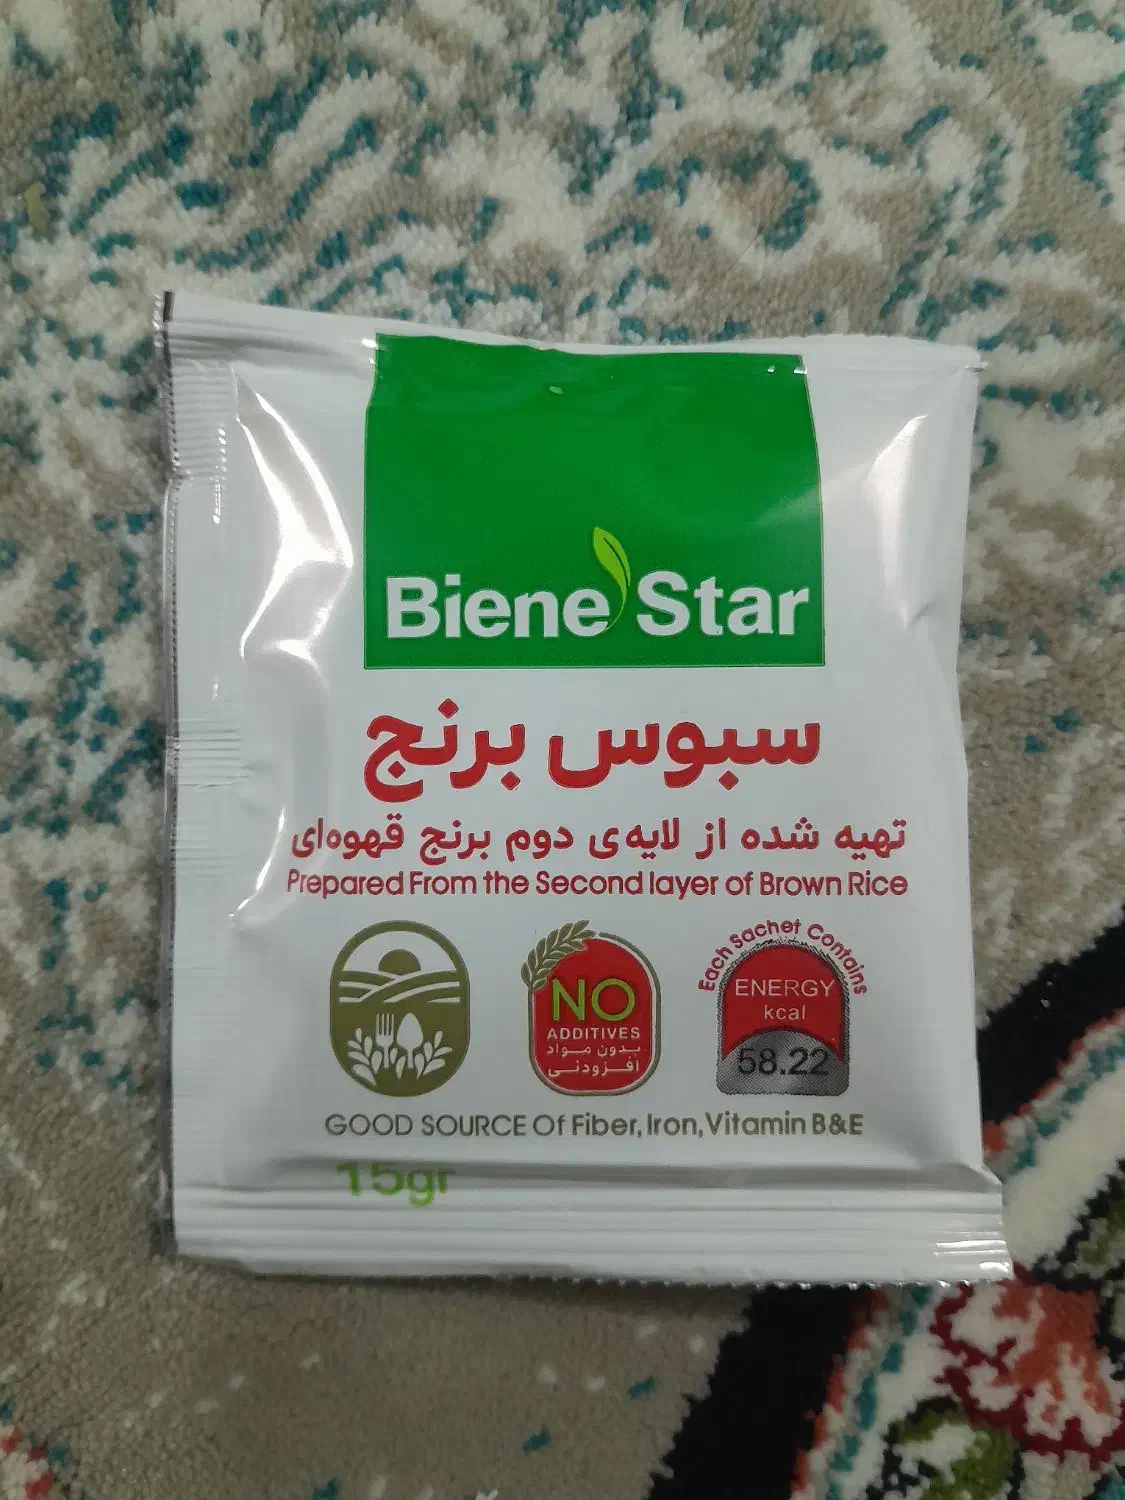 Biene Star
سبوس برنج
تهیه شده از لایه‌ی دوم برنج قهوه‌ای
Prepared From the Second layer of Brown Rice
NO
ADDITIVES
بدون مواد
افزودنی
Each Sachet Contains
ENERGY
kcal
58.22
GOOD SOURCE Of Fiber, Iron, Vitamin B&E
15gr